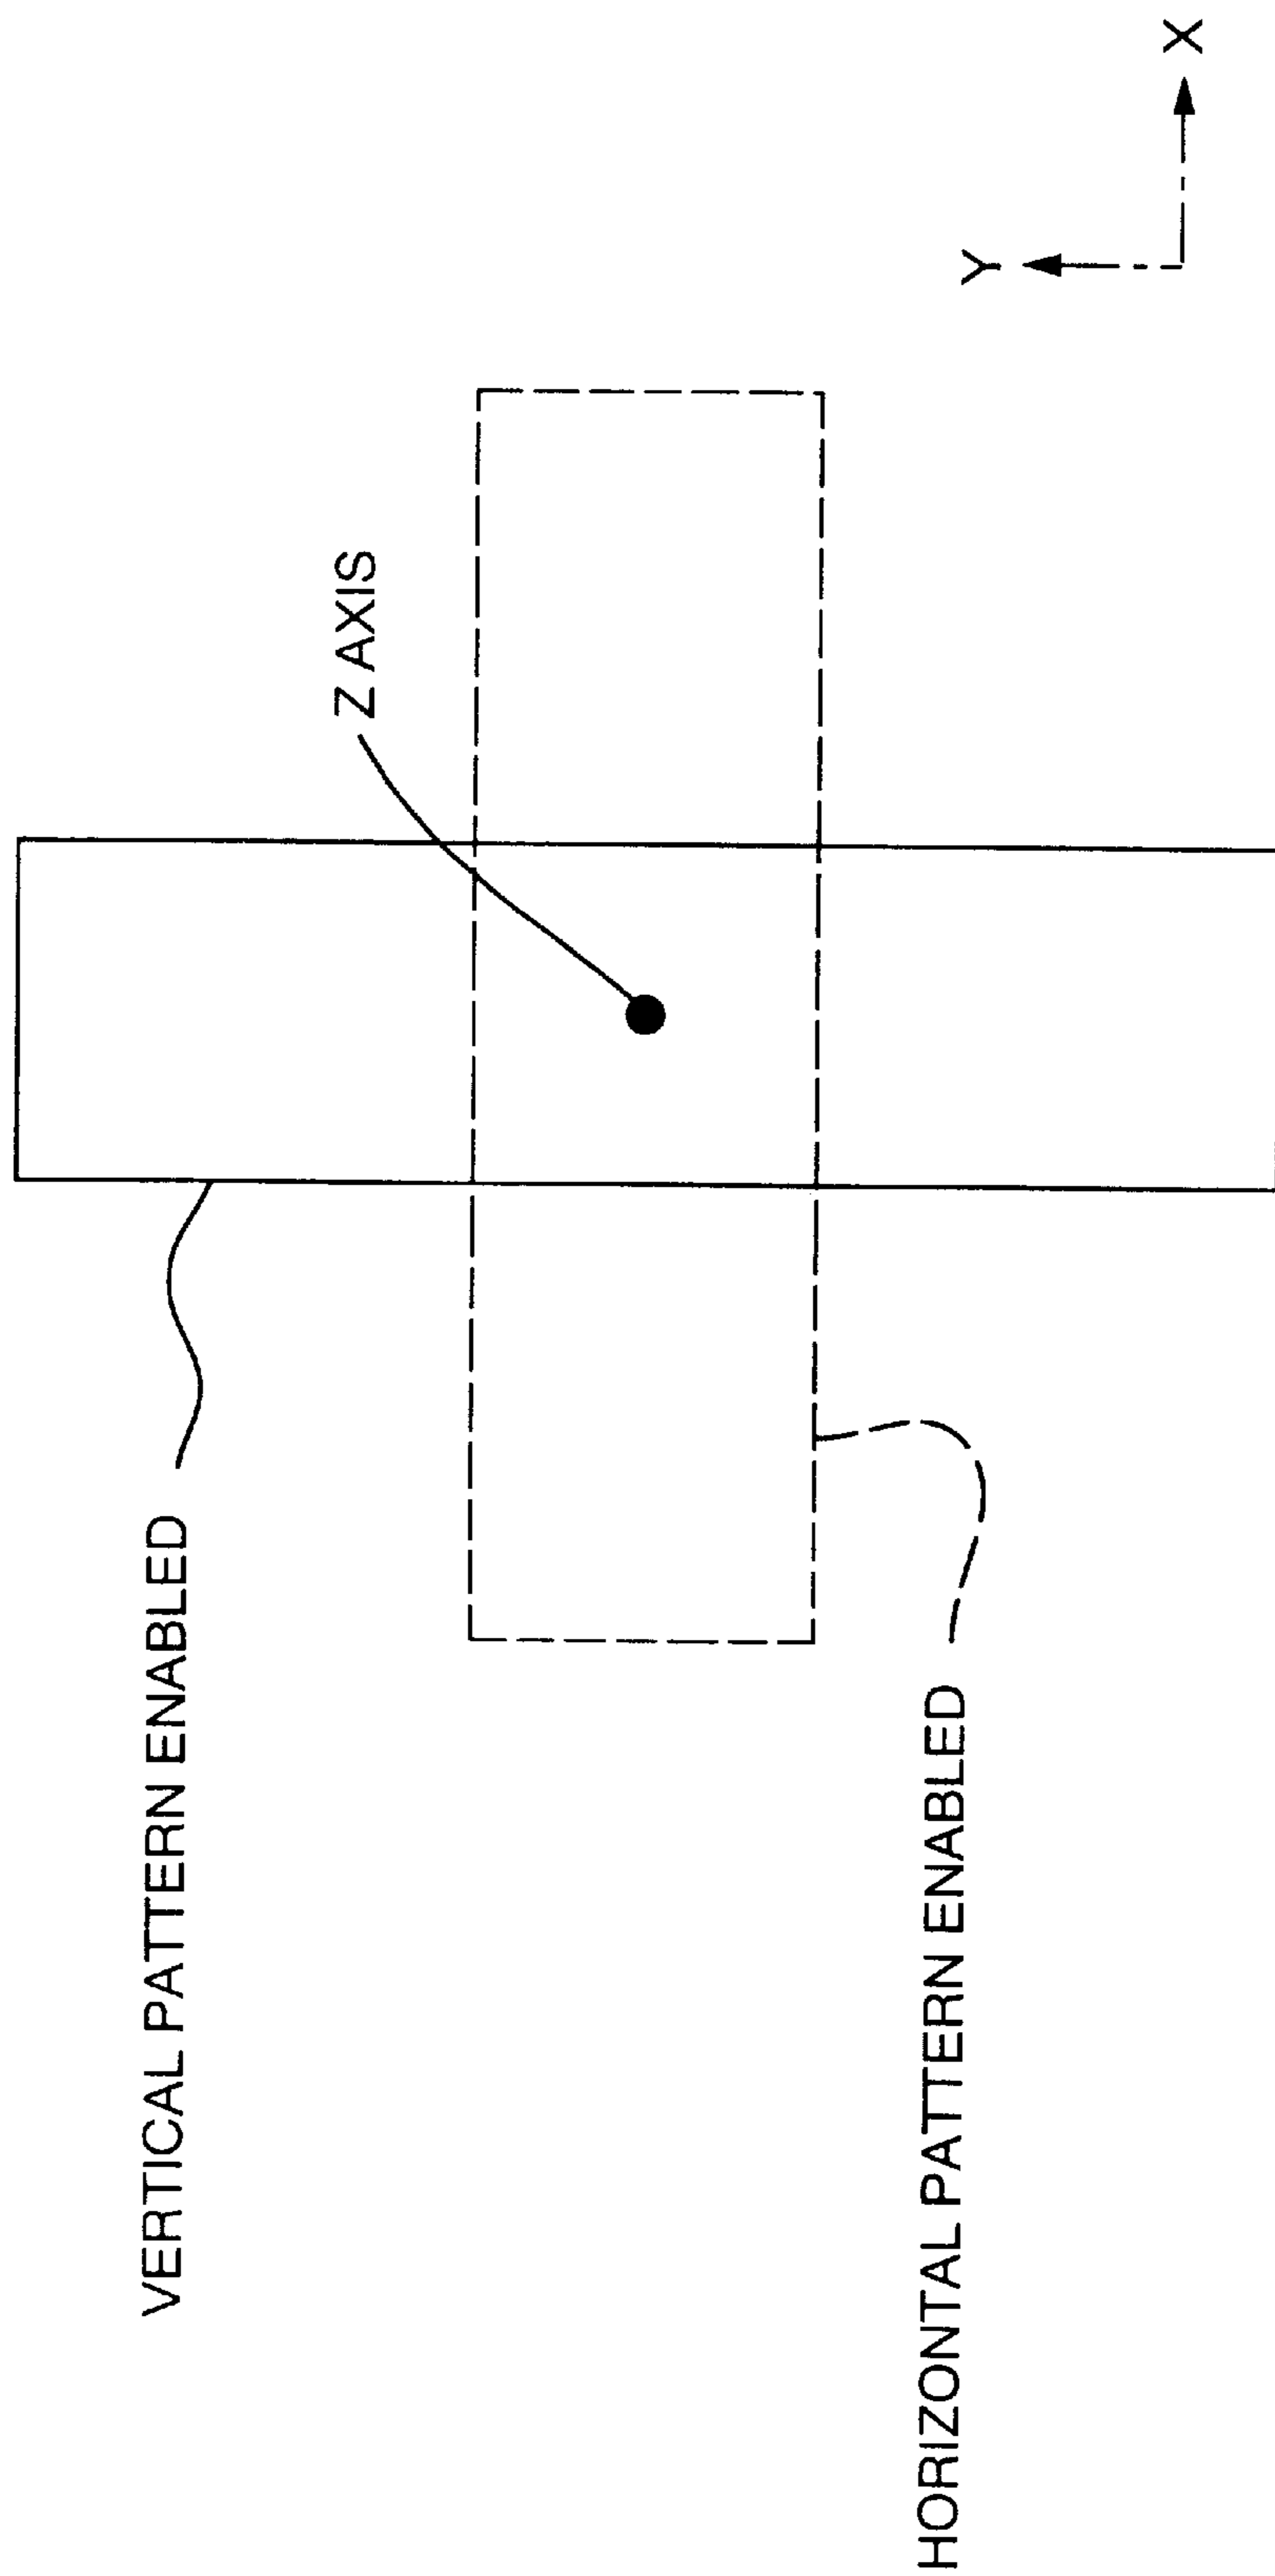 VERTICAL PATTERN ENABLED
Z AXIS
HORIZONTAL PATTERN ENABLED
Y
X